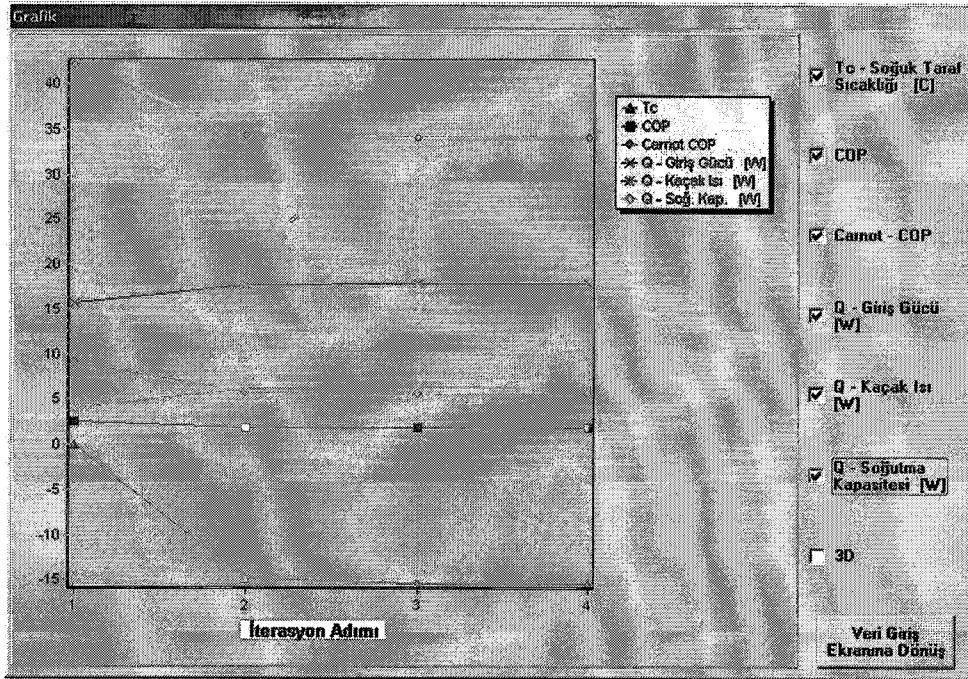 Grafik
40
35
30
25
20
15
10
5
0
-5
-10
-15
1 2 3 4
İterasyon Adımı
Tc
COP
Carnot COP
Q - Giriş Gücü [W]
Q - Kaçak Isı [W]
Q - Soğ. Kap. [W]
Tc - Soğuk Taraf
Sıcaklığı [C]
COP
Carnot - COP
Q - Giriş Gücü
[W]
Q - Kaçak Isı
[W]
Q - Soğutma
Kapasitesi [W]
3D
Veri Giriş
Ekranına Dönüş